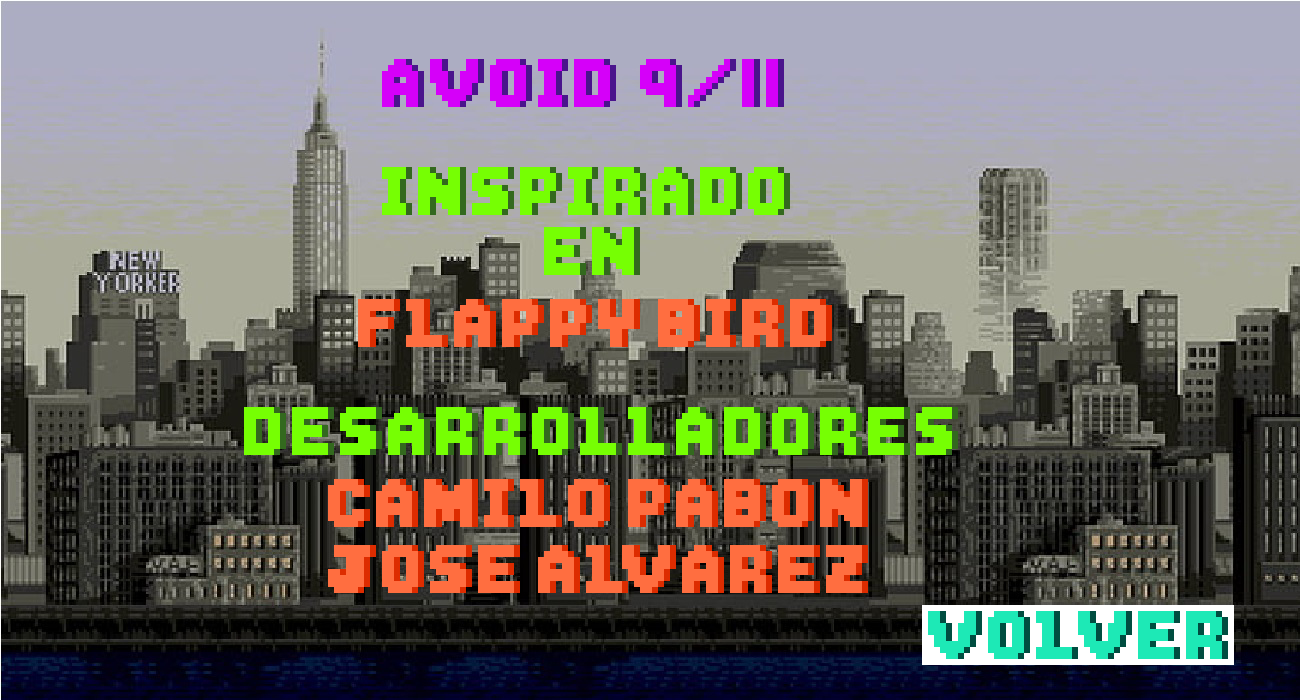 AVOID 9/11
INSPIRADO
EN
FLAPPY BIRD
NEW
YORKER
DESARROLLADORES
CAMILO PABON
JOSE ALVAREZ
VOLVER